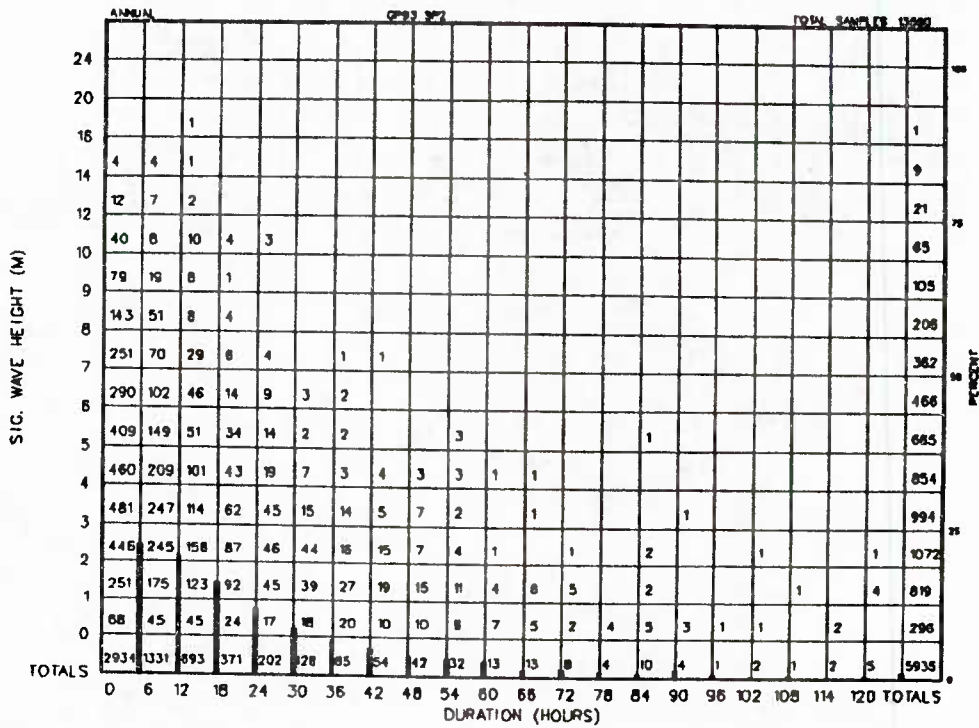 ANNUAL
TOTAL SAMPLES
24
100
20
1 1
16
4 4 1 9
14
12 7 2 21
12
75
40 8 10 4 3 65
10
79 19 6 1 105
9
143 51 8 4 206
8
251 70 29 6 4 1 1 362
7
50
290 102 46 14 9 3 2 466
6
409 149 51 34 14 2 2 3 1 665
5
460 209 101 43 19 7 3 4 3 3 1 1 854
4
481 247 114 62 45 15 14 5 7 2 1 1 994
3
25
446 245 156 87 46 44 16 15 7 4 1 1 2 1 1 1072
2
251 175 123 92 45 39 27 19 15 11 4 6 5 2 1 4 819
1
68 45 45 24 17 18 20 10 10 8 7 5 2 4 5 3 1 1 2 296
0
TOTALS 2934 1331 693 371 202 128 85 54 42 32 13 13 8 4 10 4 1 2 1 2 5 5935
0
0 6 12 18 24 30 36 42 48 54 60 66 72 78 84 90 96 102 108 114 120 TOTALS
DURATION (HOURS)
SIG. WAVE HEIGHT (M)
PERCENT